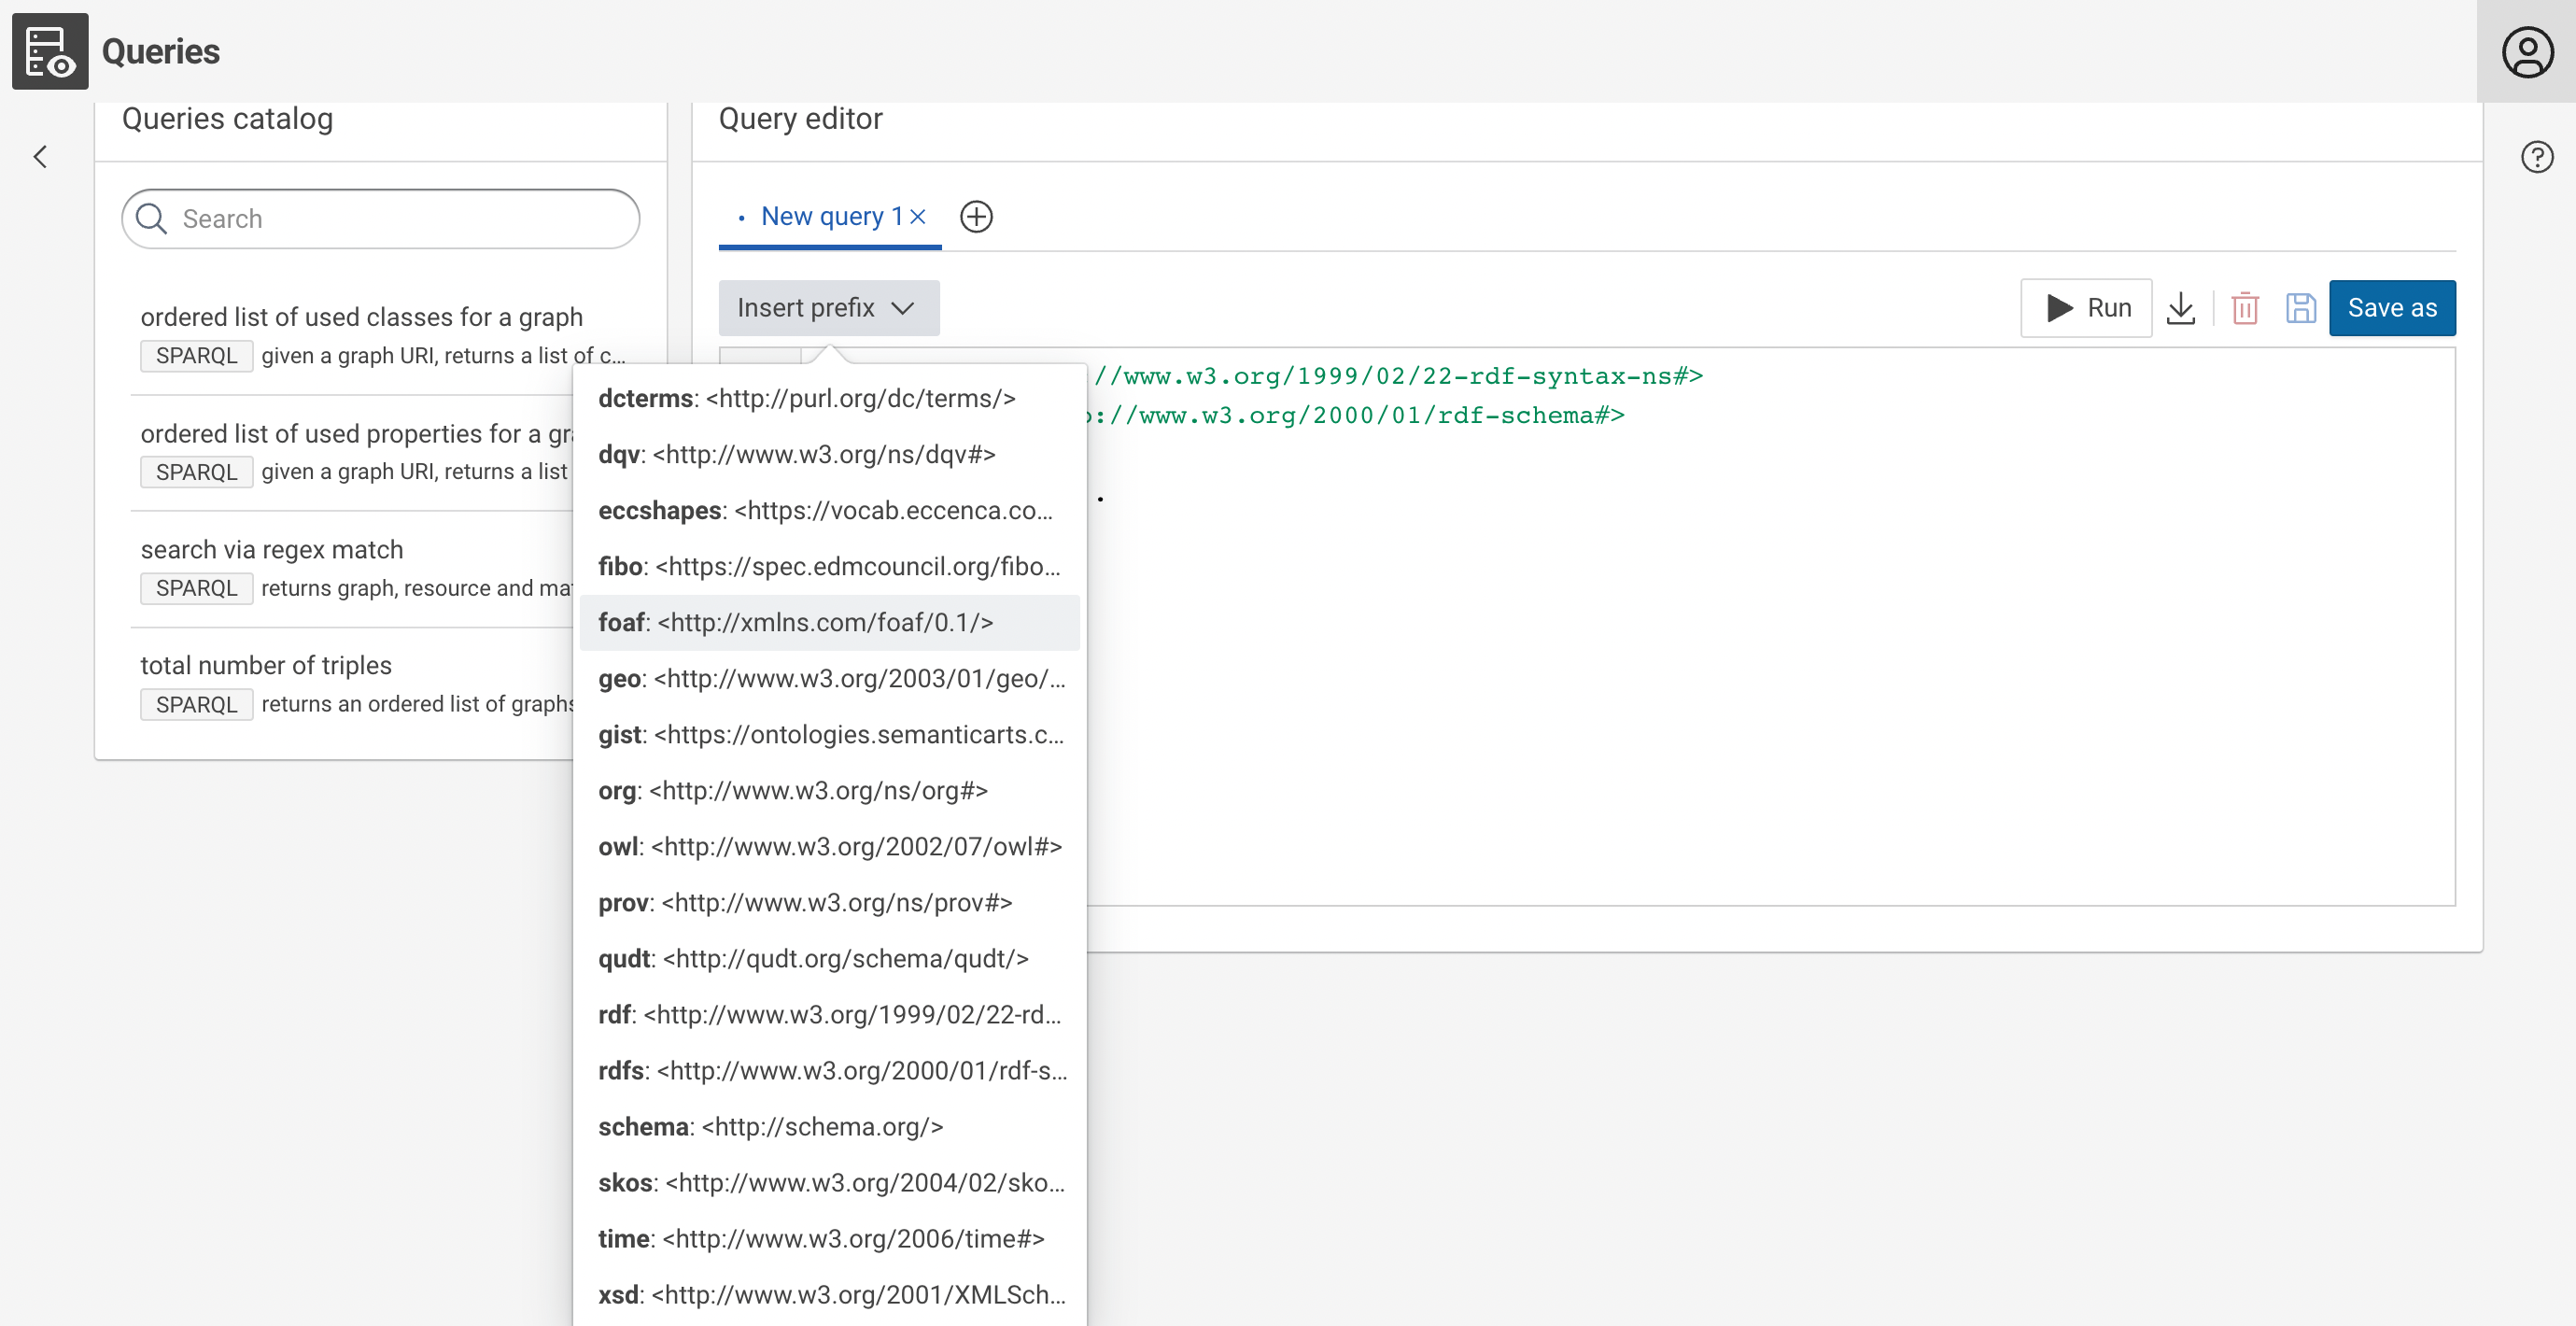 Queries
Queries catalog
Search
ordered list of used classes for a graph
SPARQL given a graph URI, returns a list of c...
ordered list of used properties for a gr
SPARQL given a graph URI, returns a list
search via regex match
SPARQL returns graph, resource and
total number of triples
SPARQL returns an ordered list of graphs
Query editor
• New query 1 ×
Insert prefix
Run
Save as
://www.w3.org/1999/02/22-rdf-syntax-ns#>
://www.w3.org/2000/01/rdf-schema#>
.
dcterms: <http://purl.org/dc/terms/>
dqv: <http://www.w3.org/ns/dqv#>
eccshapes: <https://vocab.eccenca.co...
fibo: <https://spec.edmcouncil.org/fibo...
foaf: <http://xmlns.com/foaf/0.1/>
geo: <http://www.w3.org/2003/01/geo/...
gist: <https://ontologies.semanticarts.c...
org: <http://www.w3.org/ns/org#>
owl: <http://www.w3.org/2002/07/owl#>
prov: <http://www.w3.org/ns/prov#>
qudt: <http://qudt.org/schema/qudt/>
rdf: <http://www.w3.org/1999/02/22-rd...
rdfs: <http://www.w3.org/2000/01/rdf-s...
schema: <http://schema.org/>
skos: <http://www.w3.org/2004/02/sko...
time: <http://www.w3.org/2006/time#>
xsd: <http://www.w3.org/2001/XMLSch...